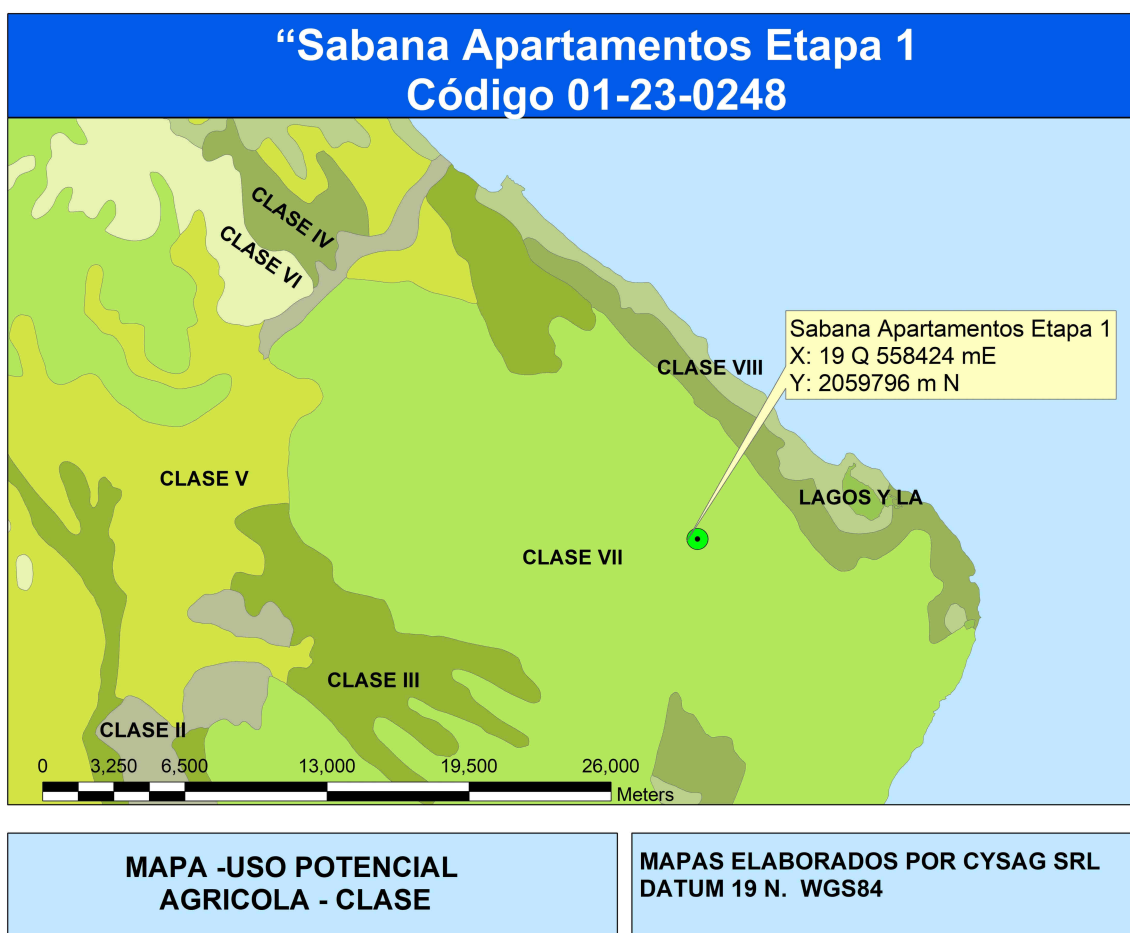 “Sabana Apartamentos Etapa 1
Código 01-23-0248
CLASE IV
CLASE VI
Sabana Apartamentos Etapa 1
X: 19 Q 558424 mE
Y: 2059796 m N
CLASE VIII
CLASE V
LAGOS Y LA
CLASE VII
CLASE III
CLASE II
0 3,250 6,500 13,000 19,500 26,000
Meters
MAPA -USO POTENCIAL
AGRICOLA - CLASE
MAPAS ELABORADOS POR CYSAG SRL
DATUM 19 N. WGS84